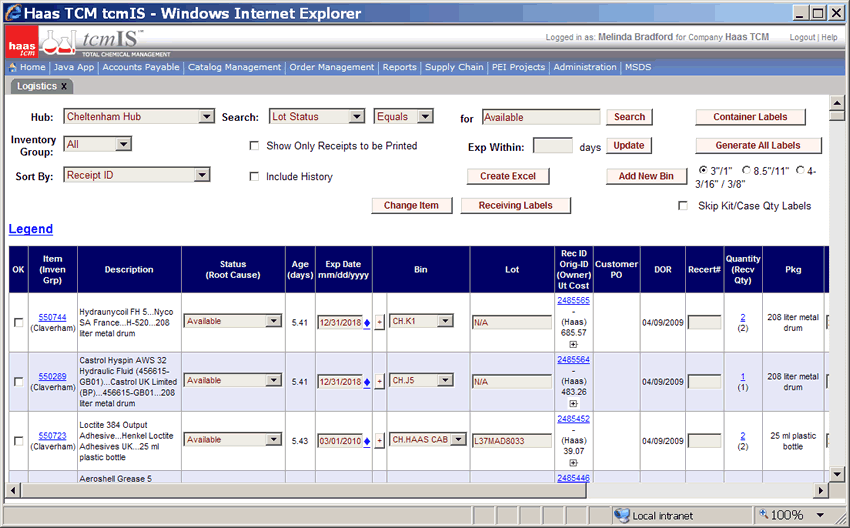 Haas TCM tcmIS - Windows Internet Explorer
haas tcm
tcmIS™
TOTAL CHEMICAL MANAGEMENT
Logged in as: Melinda Bradford for Company Haas TCM
Logout | Help
Home | Java App | Accounts Payable | Catalog Management | Order Management | Reports | Supply Chain | PEI Projects | Administration | MSDS
Logistics X
Hub: Cheltenham Hub Search: Lot Status Equals for Available Search Container Labels
Inventory Group: All Show Only Receipts to be Printed Exp Within: days Update Generate All Labels
Sort By: Receipt ID Include History Create Excel Add New Bin 3"/1" 8.5"/11" 4-
3/16" / 3/8"
Change Item Receiving Labels Skip Kit/Case Qty Labels
Legend
OK
Item
(Inven
Grp)
Description
Status
(Root Cause)
Age
(days)
Exp Date
mm/dd/yyyy
Bin
Lot
Rec ID
Orig-ID
(Owner)
Ut Cost
Customer
PO
DOR
Recert#
Quantity
(Recv
Qty)
Pkg
550744
(Claverham)
Hydraunycoil FH 5...Nyco
SA France...H-520...208
liter metal drum
Available
5.41
12/31/2018
+
CH.K1
N/A
2485565
-
(Haas)
685.57
04/09/2009
2
(2)
208 liter metal
drum
550289
(Claverham)
Castrol Hyspin AWS 32
Hydraulic Fluid (456615-
GB01)...Castrol UK Limited
(BP)...456615-GB01...208
liter metal drum
Available
5.41
12/31/2018
+
CH.J5
N/A
2485564
-
(Haas)
483.26
04/09/2009
1
(1)
208 liter metal
drum
550723
(Claverham)
Loctite 384 Output
Adhesive...Henkel Loctite
Adhesives UK...25 ml
plastic bottle
Available
5.43
03/01/2010
+
CH.HAAS CAB
L37MAD8033
2485452
-
(Haas)
39.07
04/09/2009
2
(2)
25 ml plastic
bottle
Aeroshell Grease 5
2485446
Local intranet
100%